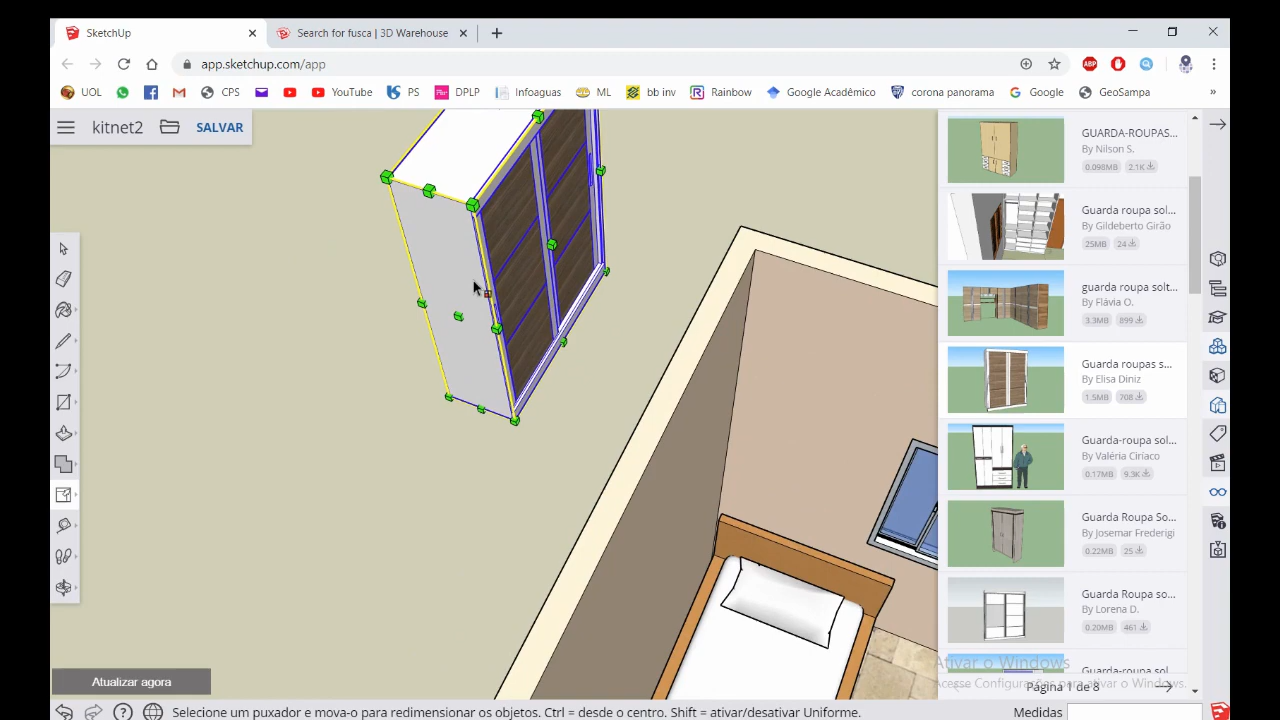 SketchUp
Search for fusca | 3D Warehouse
app.sketchup.com/app
ABP
UOL
CPS
YouTube
PS
DPLP
Infoaguas
ML
bb inv
Rainbow
Google Acadêmico
corona panorama
Google
GeoSampa
»
kitnet2
SALVAR
GUARDA-ROUPAS...
By Nilson S.
0.098MB 2.1K
Guarda roupa sol...
By Gildeberto Girão
25MB 24
guarda roupa solt...
By Flávia O.
3.3MB 899
Guarda roupas s...
By Elisa Diniz
1.5MB 708
Guarda-roupa sol...
By Valéria Ciríaco
0.17MB 9.3K
Guarda Roupa So...
By Josemar Frederigi
0.22MB 25
Guarda Roupa so...
By Lorena D.
0.20MB 461
Guarda-roupa sol
Ativar o Windows
Acesse Configurações para ativar o Windows.
Página 1 de 8
Atualizar agora
Selecione um puxador e mova-o para redimensionar os objetos. Ctrl = desde o centro. Shift = ativar/desativar Uniforme.
Medidas